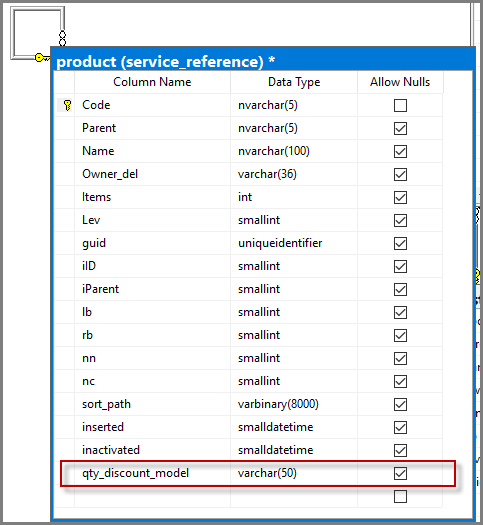 product (service_reference) *
Column Name Data Type Allow Nulls
Code nvarchar(5)
Parent nvarchar(5)
Name nvarchar(100)
Owner_del varchar(36)
Items int
Lev smallint
guid uniqueidentifier
iID smallint
iParent smallint
lb smallint
rb smallint
nn smallint
nc smallint
sort_path varbinary(8000)
inserted smalldatetime
inactivated smalldatetime
qty_discount_model varchar(50)